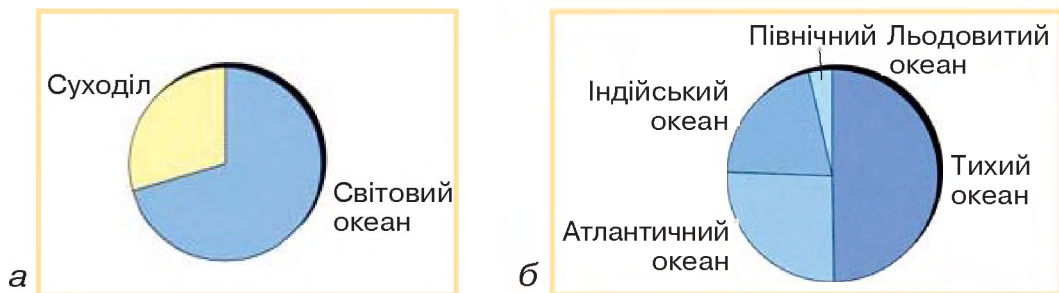 Суходіл
Світовий
океан
а
Північний Льодовитий
океан
Індійський
океан
Тихий
океан
Атлантичний
океан
б